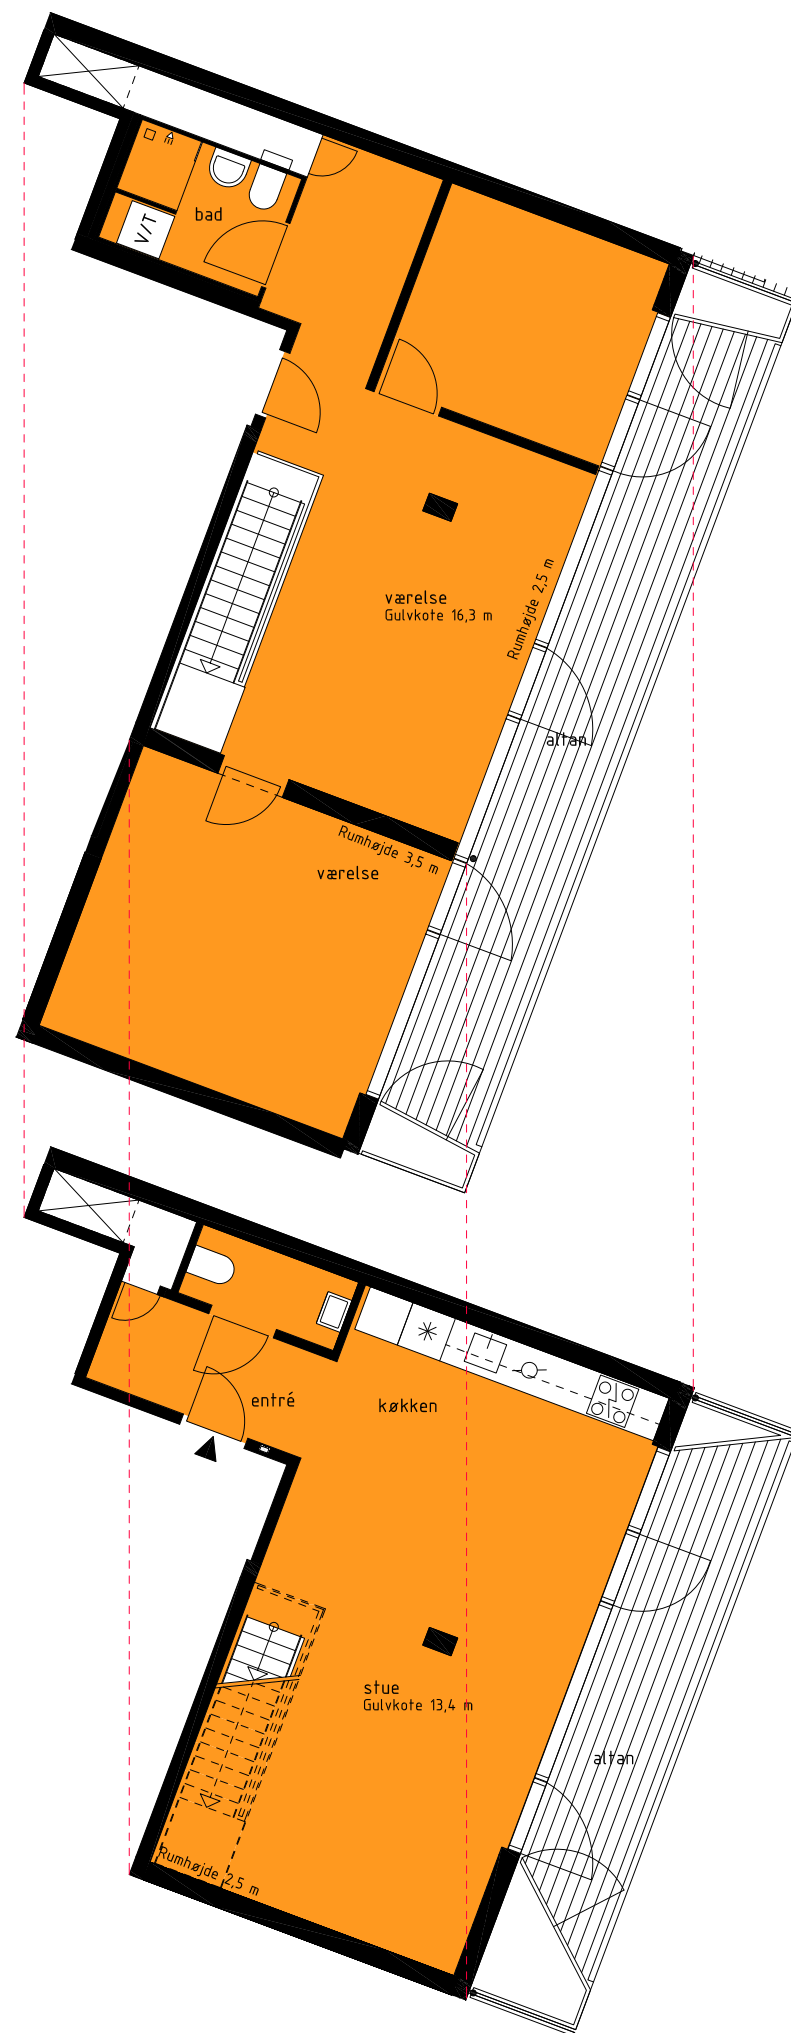 bad
V/T
værelse
Gulvkote 16,3 m
Rumhøjde 2,5 m
altan
Rumhøjde 3,5 m
værelse
entré
køkken
stue
Gulvkote 13,4 m
altan
Rumhøjde 2,5 m